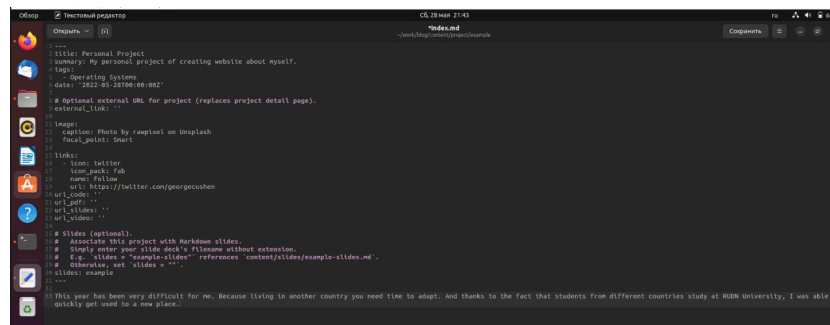 Обзор Текстовый редактор Сб, 28 мая 21:43 ru
Открыть *index.md Сохранить
~/work/blog/content/project/example
1 ---
2 title: Personal Project
3 summary: My personal project of creating website about myself.
4 tags:
5 - Operating Systems
6 date: '2022-05-28T00:00:00Z'
7
8 # Optional external URL for project (replaces project detail page).
9 external_link: ''
10
11 image:
12 caption: Photo by rawpixel on Unsplash
13 focal_point: Smart
14
15 links:
16 - icon: twitter
17 icon_pack: fab
18 name: Follow
19 url: https://twitter.com/georgecushen
20 url_code: ''
21 url_pdf: ''
22 url_slides: ''
23 url_video: ''
24
25 # Slides (optional).
26 # Associate this project with Markdown slides.
27 # Simply enter your slide deck's filename without extension.
28 # E.g. `slides = "example-slides"` references `content/slides/example-slides.md`.
29 # Otherwise, set `slides = ""`.
30 slides: example
31 ---
32
33 This year has been very difficult for me. Because living in another country you need time to adapt. And thanks to the fact that students from different countries study at RUDN University, I was able
quickly get used to a new place.